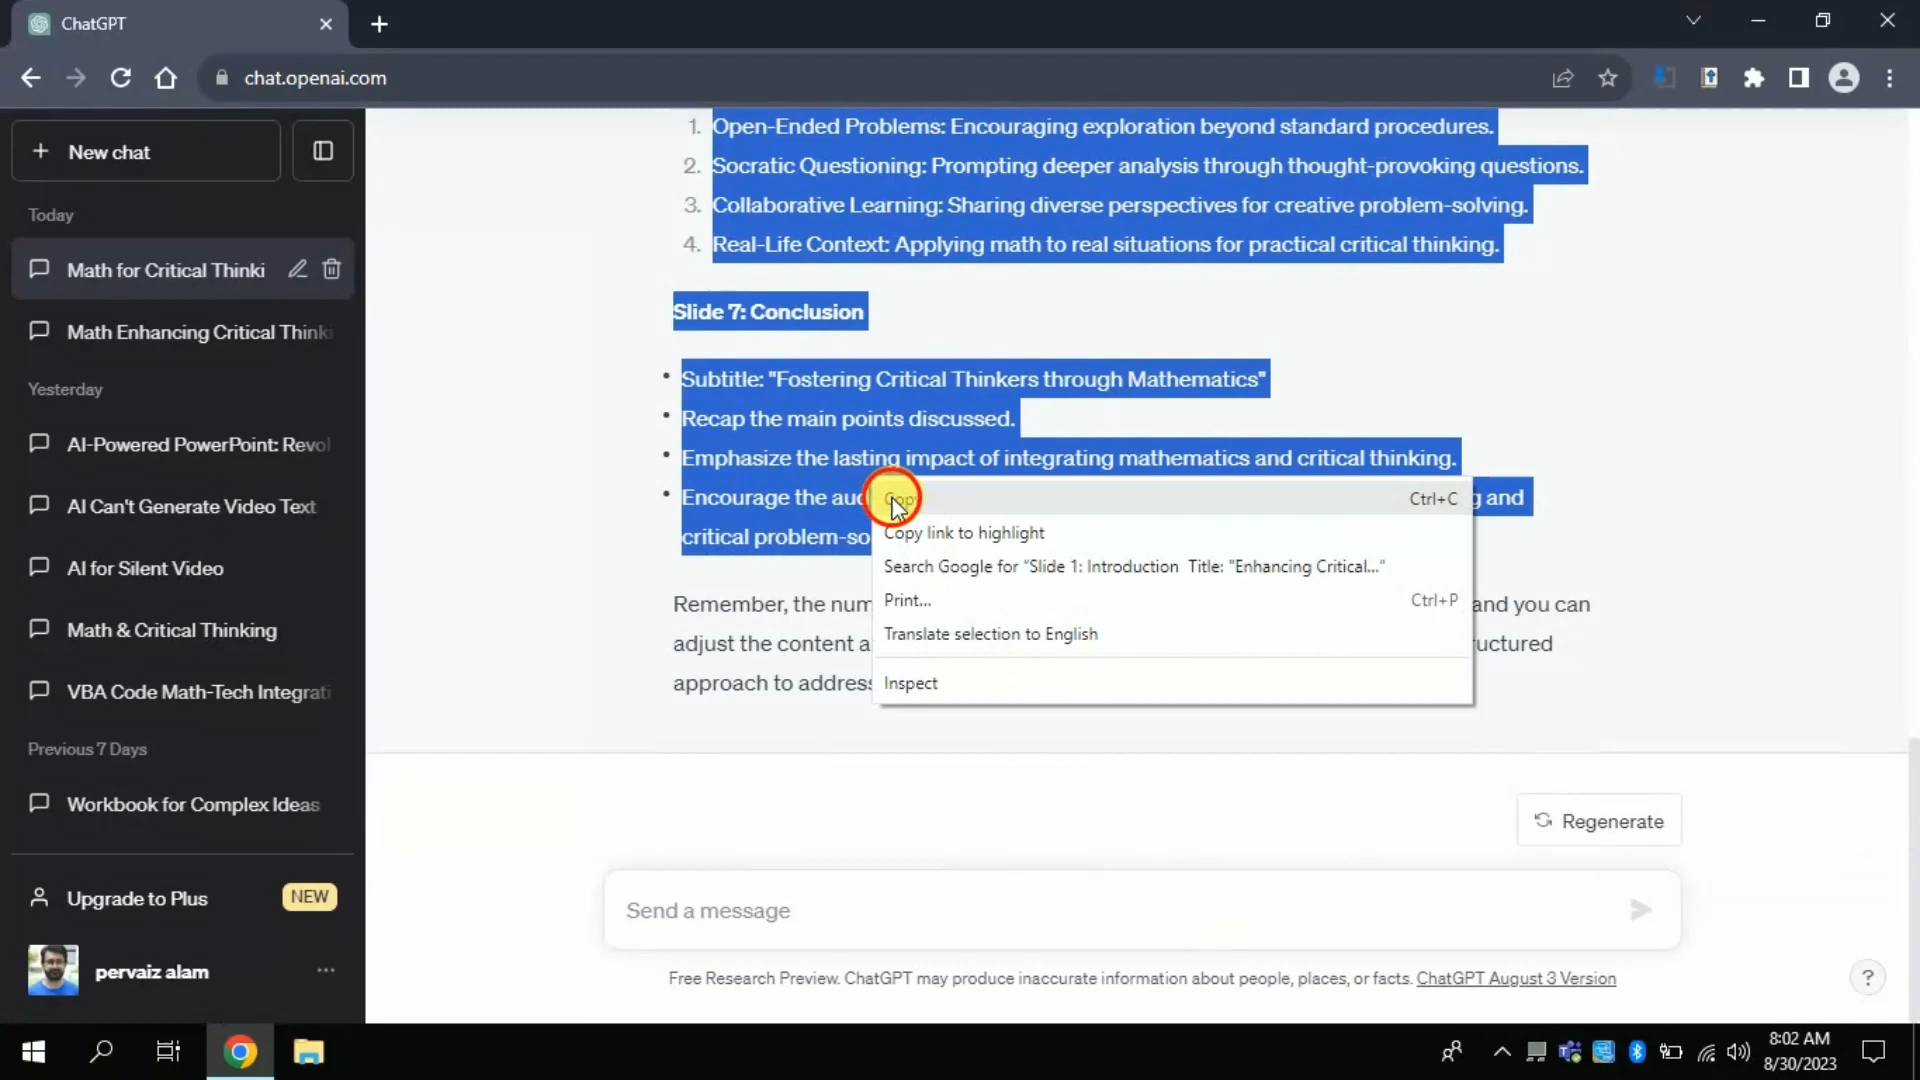 ChatGPT
chat.openai.com
New chat
Today
Math for Critical Thinki
Math Enhancing Critical Thinki
Yesterday
AI-Powered PowerPoint: Revol
AI Can't Generate Video Text
AI for Silent Video
Math & Critical Thinking
VBA Code Math-Tech Integrati
Previous 7 Days
Workbook for Complex Ideas
Upgrade to Plus NEW
pervaiz alam
1. Open-Ended Problems: Encouraging exploration beyond standard procedures.
2. Socratic Questioning: Prompting deeper analysis through thought-provoking questions.
3. Collaborative Learning: Sharing diverse perspectives for creative problem-solving.
4. Real-Life Context: Applying math to real situations for practical critical thinking.
Slide 7: Conclusion
• Subtitle: "Fostering Critical Thinkers through Mathematics"
• Recap the main points discussed.
• Emphasize the lasting impact of integrating mathematics and critical thinking.
• Encourage the aud g and
critical problem-so
Copy Ctrl+C
Copy link to highlight
Search Google for “Slide 1: Introduction Title: "Enhancing Critical...”
Print... Ctrl+P
Translate selection to English
Inspect
Remember, the num and you can
adjust the content a ructured
approach to address
Regenerate
Send a message
Free Research Preview. ChatGPT may produce inaccurate information about people, places, or facts. ChatGPT August 3 Version
?
8:02 AM
8/30/2023